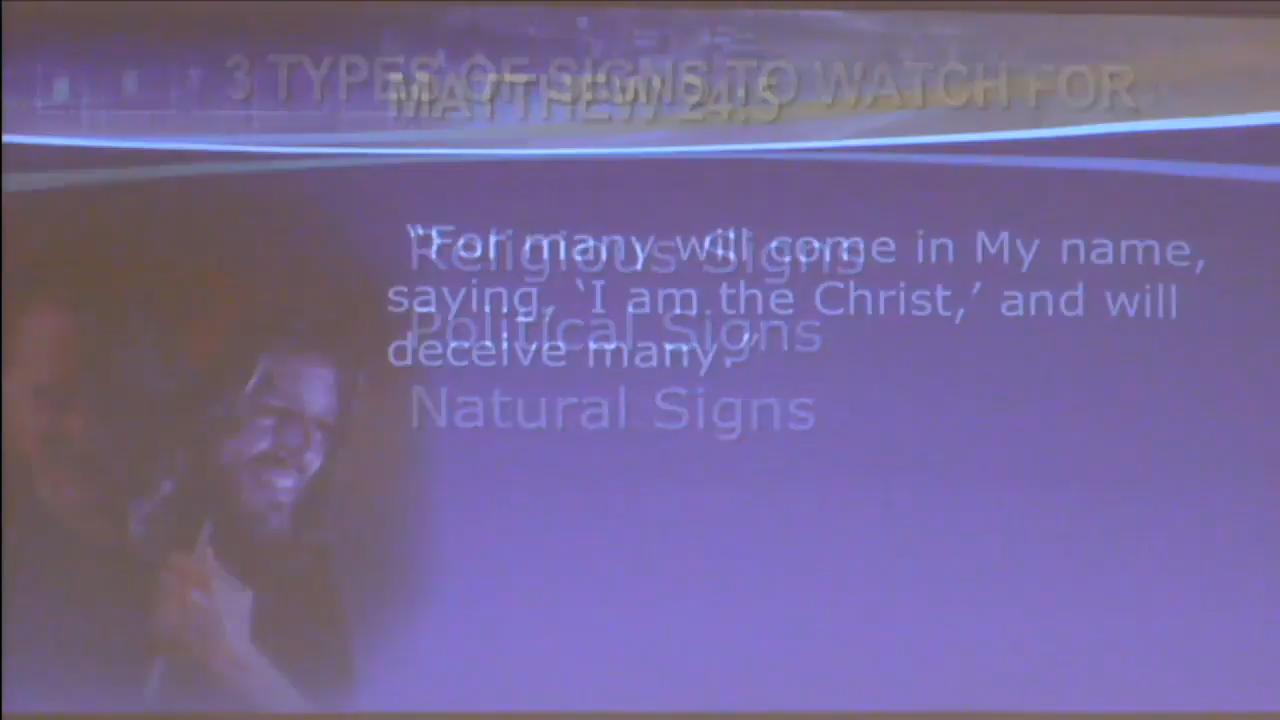 3 TYPES OF SIGNS TO WATCH FOR
MATTHEW 24:5
Religious Signs
Political Signs
Natural Signs
“For many will come in My name,
saying, ‘I am the Christ,’ and will
deceive many.”